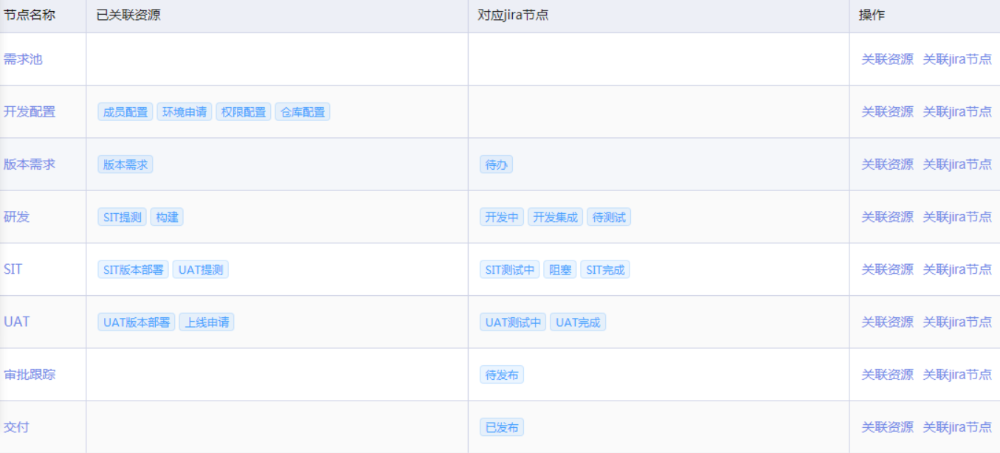 节点名称 已关联资源 对应jira节点 操作
需求池 关联资源 关联jira节点
开发配置 成员配置 环境申请 权限配置 仓库配置 关联资源 关联jira节点
版本需求 版本需求 待办 关联资源 关联jira节点
研发 SIT提测 构建 开发中 开发集成 待测试 关联资源 关联jira节点
SIT SIT版本部署 UAT提测 SIT测试中 阻塞 SIT完成 关联资源 关联jira节点
UAT UAT版本部署 上线申请 UAT测试中 UAT完成 关联资源 关联jira节点
审批跟踪 待发布 关联资源 关联jira节点
交付 已发布 关联资源 关联jira节点